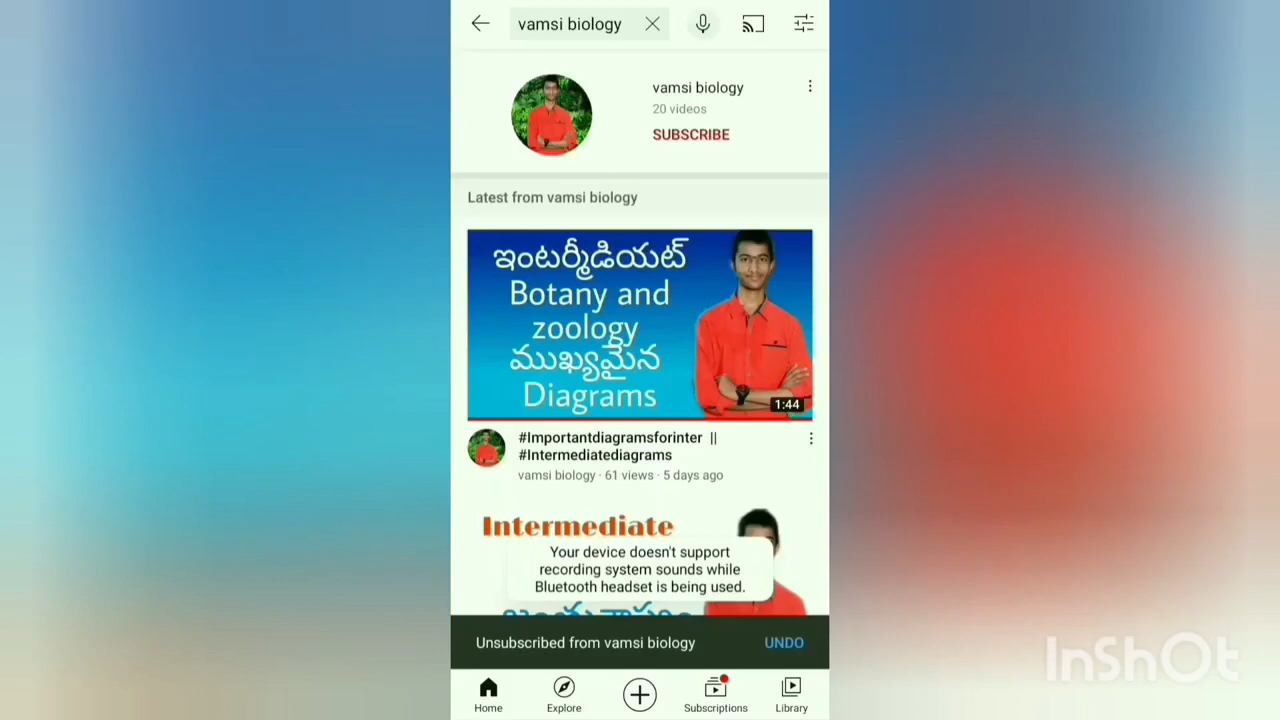 vamsi biology
vamsi biology
20 videos
SUBSCRIBE
Latest from vamsi biology
ఇంటర్మీడియట్
Botany and
zoology
ముఖ్యమైన
Diagrams
1:44
#Importantdiagramsforinter ||
#Intermediatediagrams
vamsi biology · 61 views · 5 days ago
Intermediate
Your device doesn't support
recording system sounds while
Bluetooth headset is being used.
Unsubscribed from vamsi biology UNDO
Home Explore Subscriptions Library
InShOt